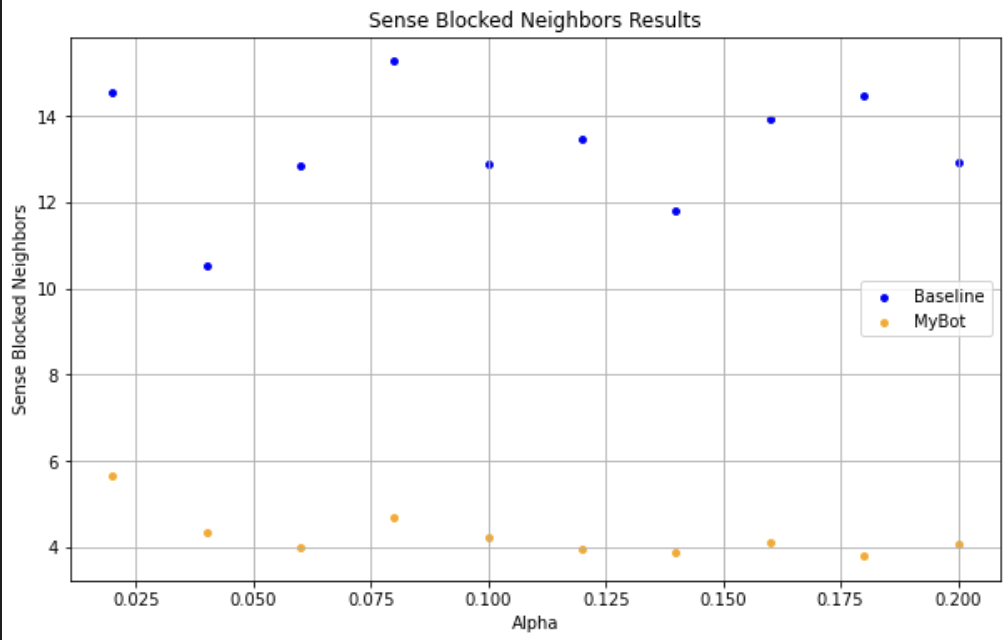 Sense Blocked Neighbors Results
Sense Blocked Neighbors
14
12
10
8
6
4
Baseline
MyBot
0.025 0.050 0.075 0.100 0.125 0.150 0.175 0.200
Alpha